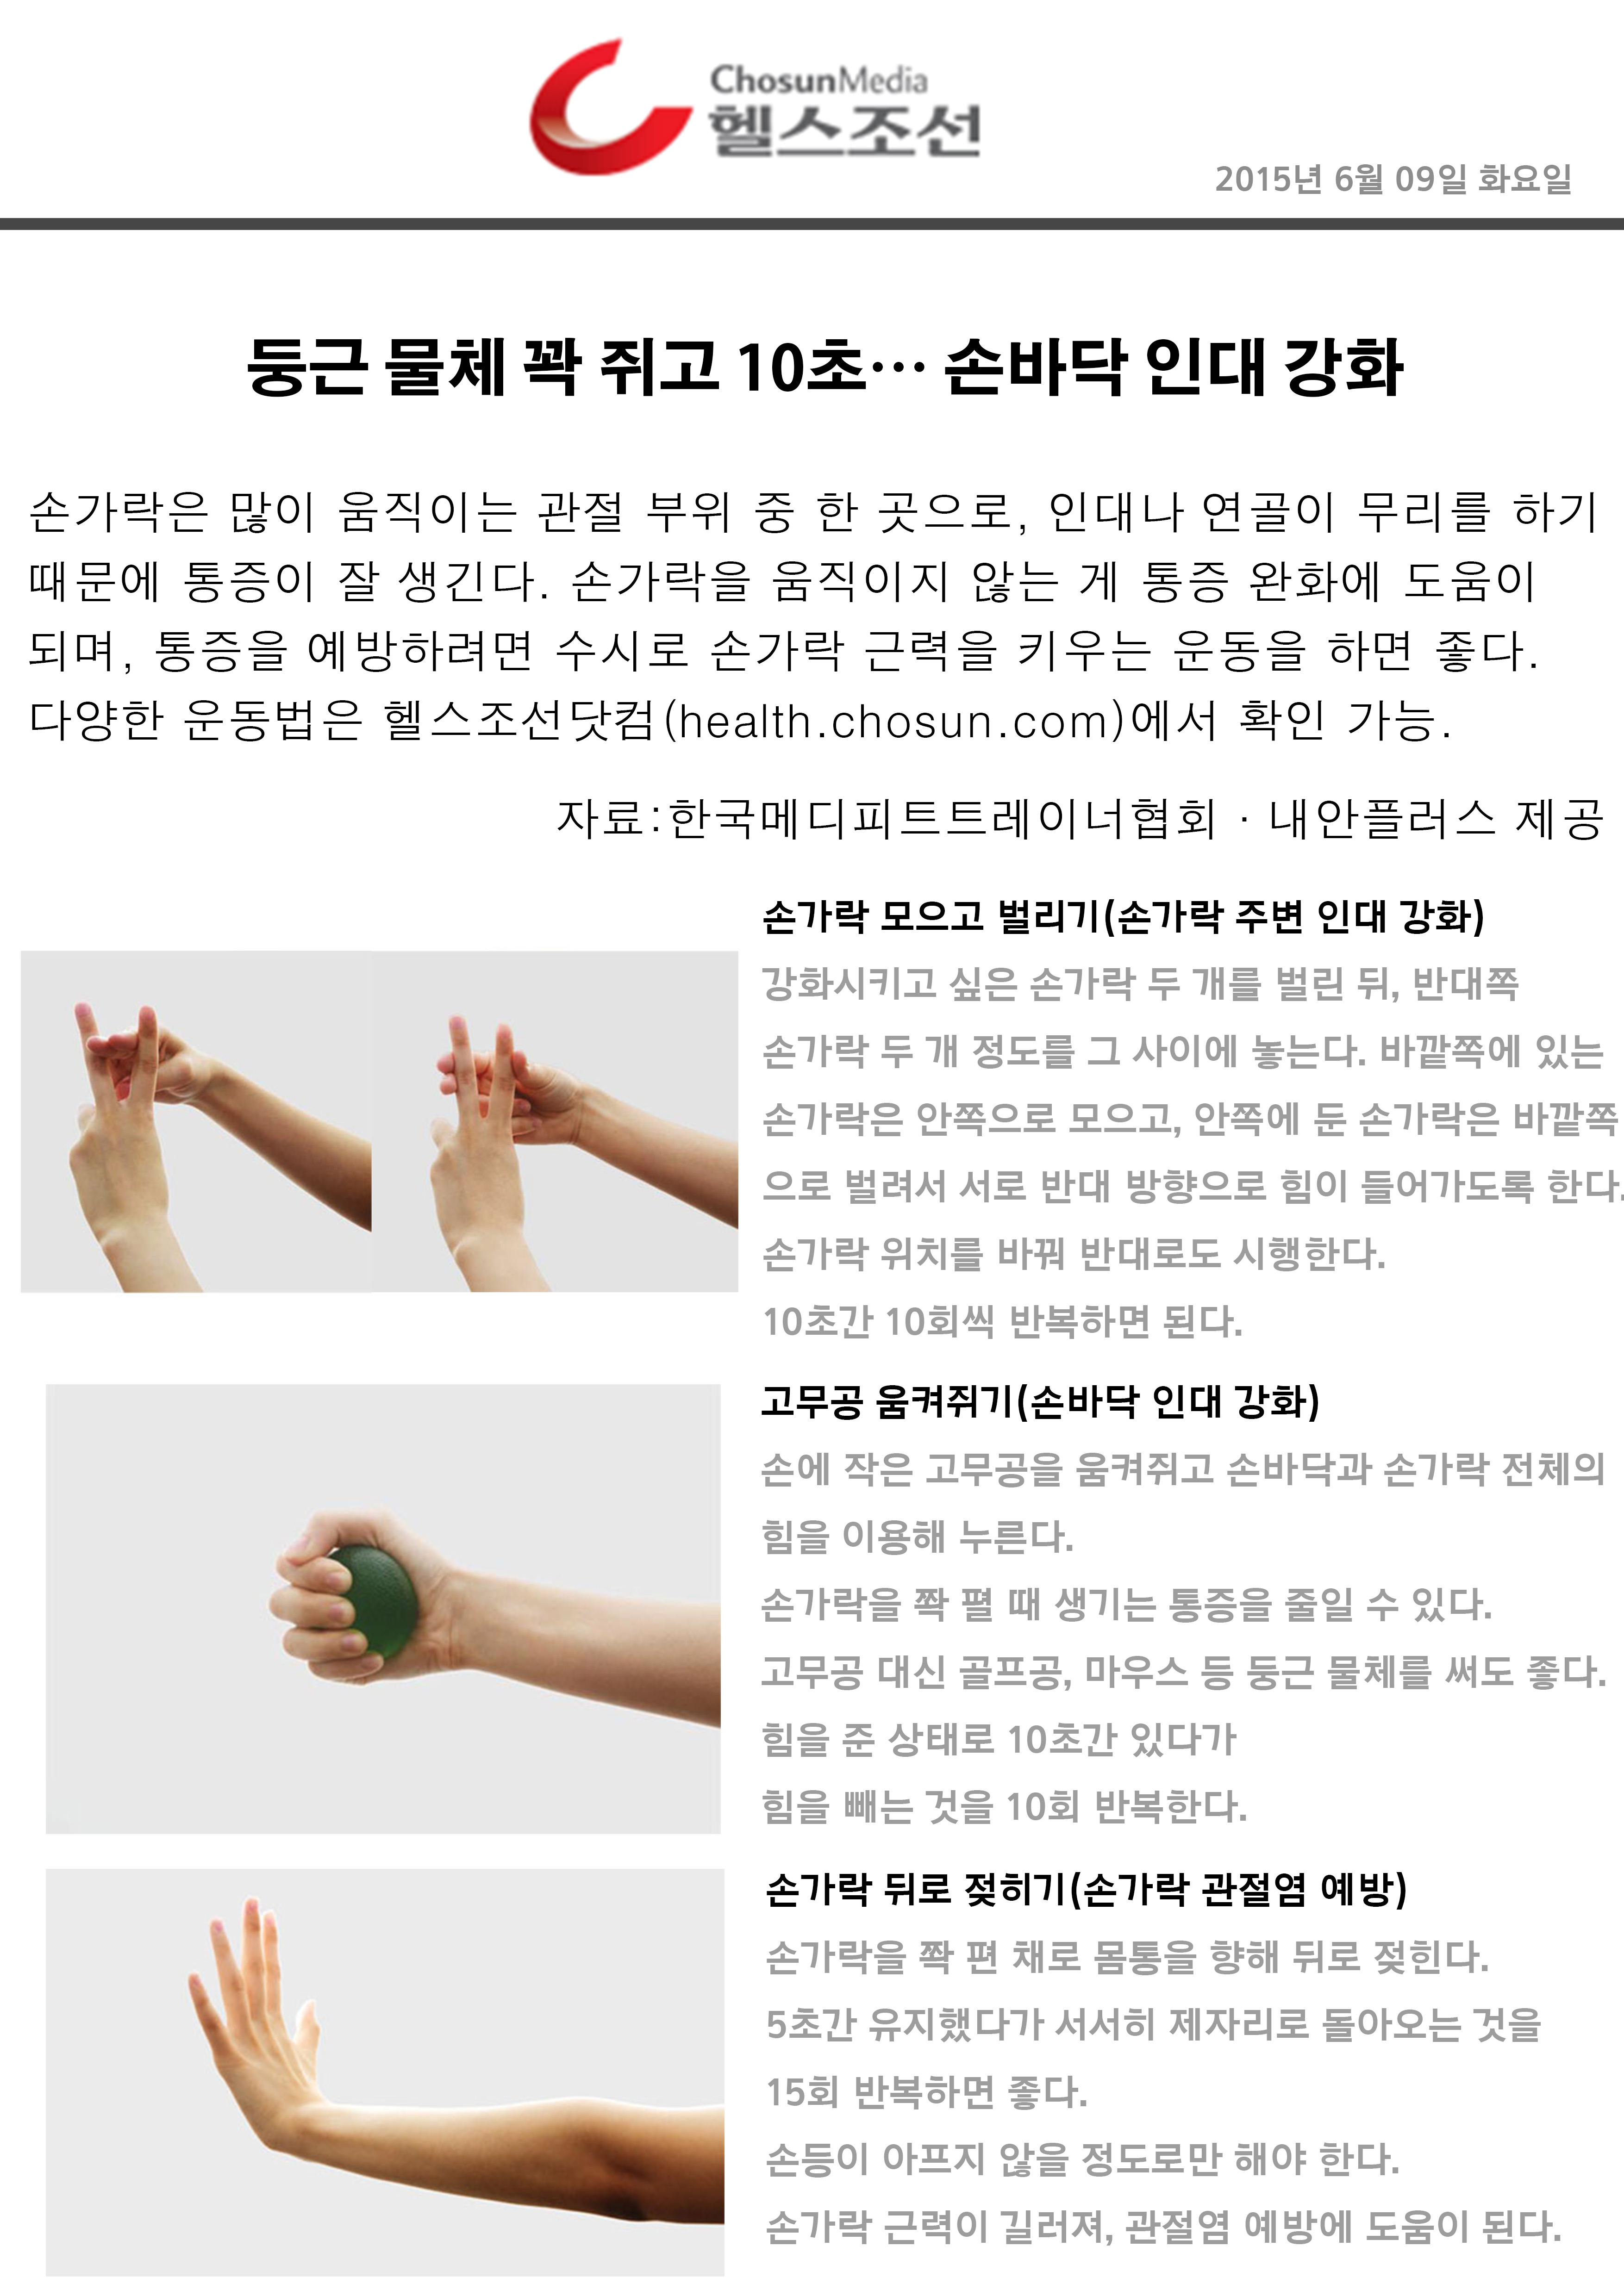 ChosunMedia
헬스조선
2015년 6월 09일 화요일
둥근 물체 꽉 쥐고 10초… 손바닥 인대 강화
손가락은 많이 움직이는 관절 부위 중 한 곳으로, 인대나 연골이 무리를 하기
때문에 통증이 잘 생긴다. 손가락을 움직이지 않는 게 통증 완화에 도움이
되며, 통증을 예방하려면 수시로 손가락 근력을 키우는 운동을 하면 좋다.
다양한 운동법은 헬스조선닷컴(health.chosun.com)에서 확인 가능.
자료:한국메디피트트레이너협회 · 내안플러스 제공
손가락 모으고 벌리기(손가락 주변 인대 강화)
강화시키고 싶은 손가락 두 개를 벌린 뒤, 반대쪽
손가락 두 개 정도를 그 사이에 놓는다. 바깥쪽에 있는
손가락은 안쪽으로 모으고, 안쪽에 둔 손가락은 바깥쪽
으로 벌려서 서로 반대 방향으로 힘이 들어가도록 한다.
손가락 위치를 바꿔 반대로도 시행한다.
10초간 10회씩 반복하면 된다.
고무공 움켜쥐기(손바닥 인대 강화)
손에 작은 고무공을 움켜쥐고 손바닥과 손가락 전체의
힘을 이용해 누른다.
손가락을 쫙 펼 때 생기는 통증을 줄일 수 있다.
고무공 대신 골프공, 마우스 등 둥근 물체를 써도 좋다.
힘을 준 상태로 10초간 있다가
힘을 빼는 것을 10회 반복한다.
손가락 뒤로 젖히기(손가락 관절염 예방)
손가락을 쫙 편 채로 몸통을 향해 뒤로 젖힌다.
5초간 유지했다가 서서히 제자리로 돌아오는 것을
15회 반복하면 좋다.
손등이 아프지 않을 정도로만 해야 한다.
손가락 근력이 길러져, 관절염 예방에 도움이 된다.